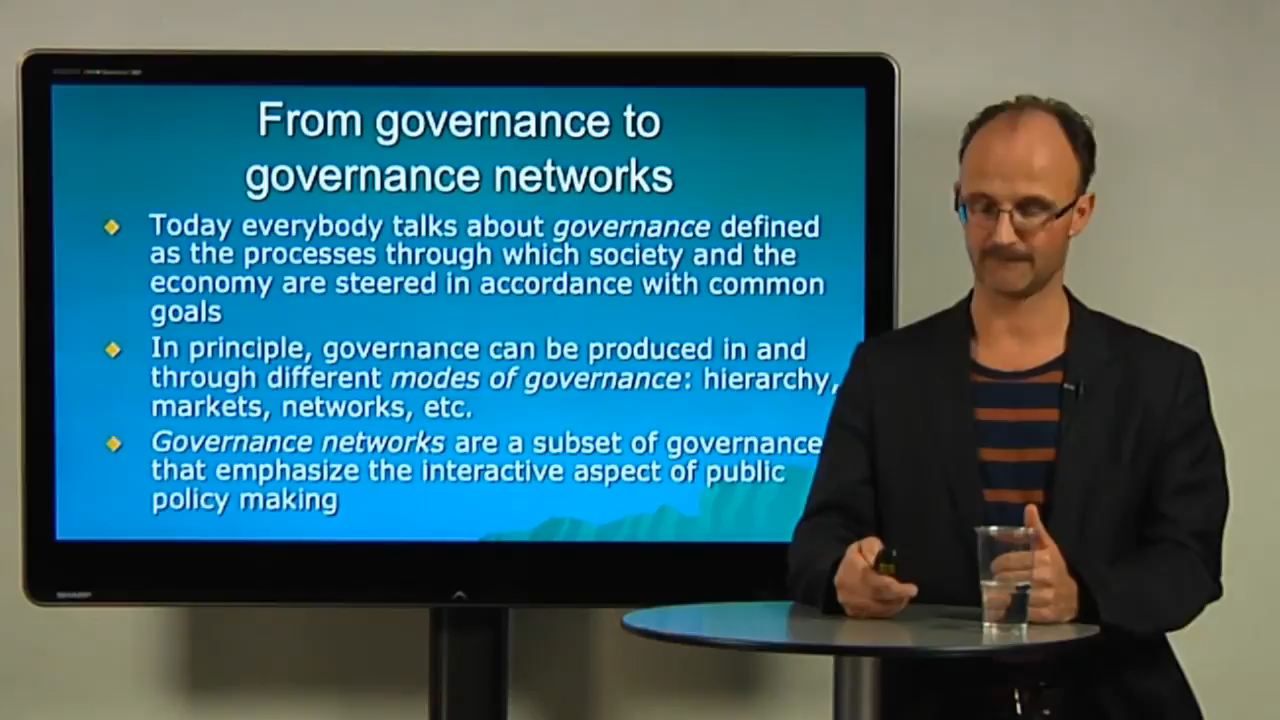 From governance to
governance networks
Today everybody talks about governance defined
as the processes through which society and the
economy are steered in accordance with common
goals
In principle, governance can be produced in and
through different modes of governance: hierarchy,
markets, networks, etc.
Governance networks are a subset of governance
that emphasize the interactive aspect of public
policy making
SHARP